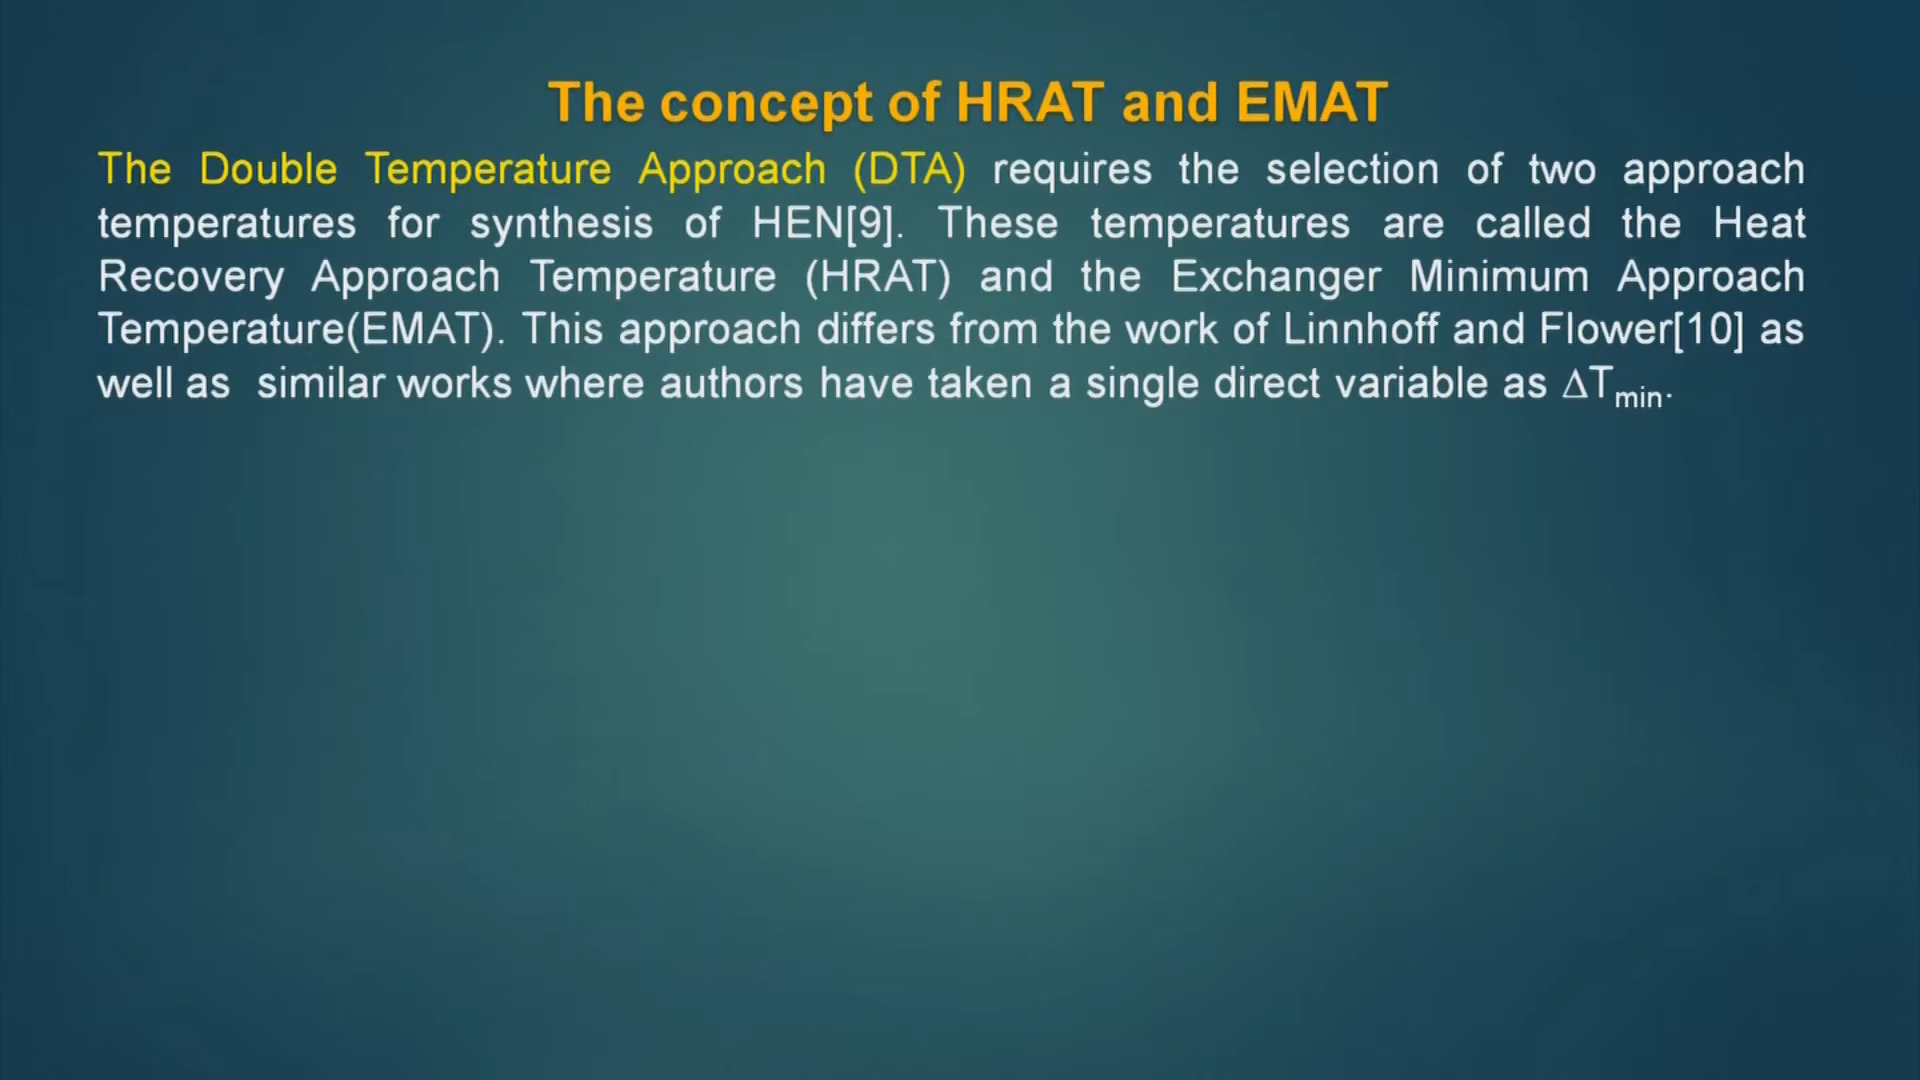 The concept of HRAT and EMAT
The Double Temperature Approach (DTA) requires the selection of two approach
temperatures for synthesis of HEN[9]. These temperatures are called the Heat
Recovery Approach Temperature (HRAT) and the Exchanger Minimum Approach
Temperature(EMAT). This approach differs from the work of Linnhoff and Flower[10] as
well as similar works where authors have taken a single direct variable as ΔTmin.